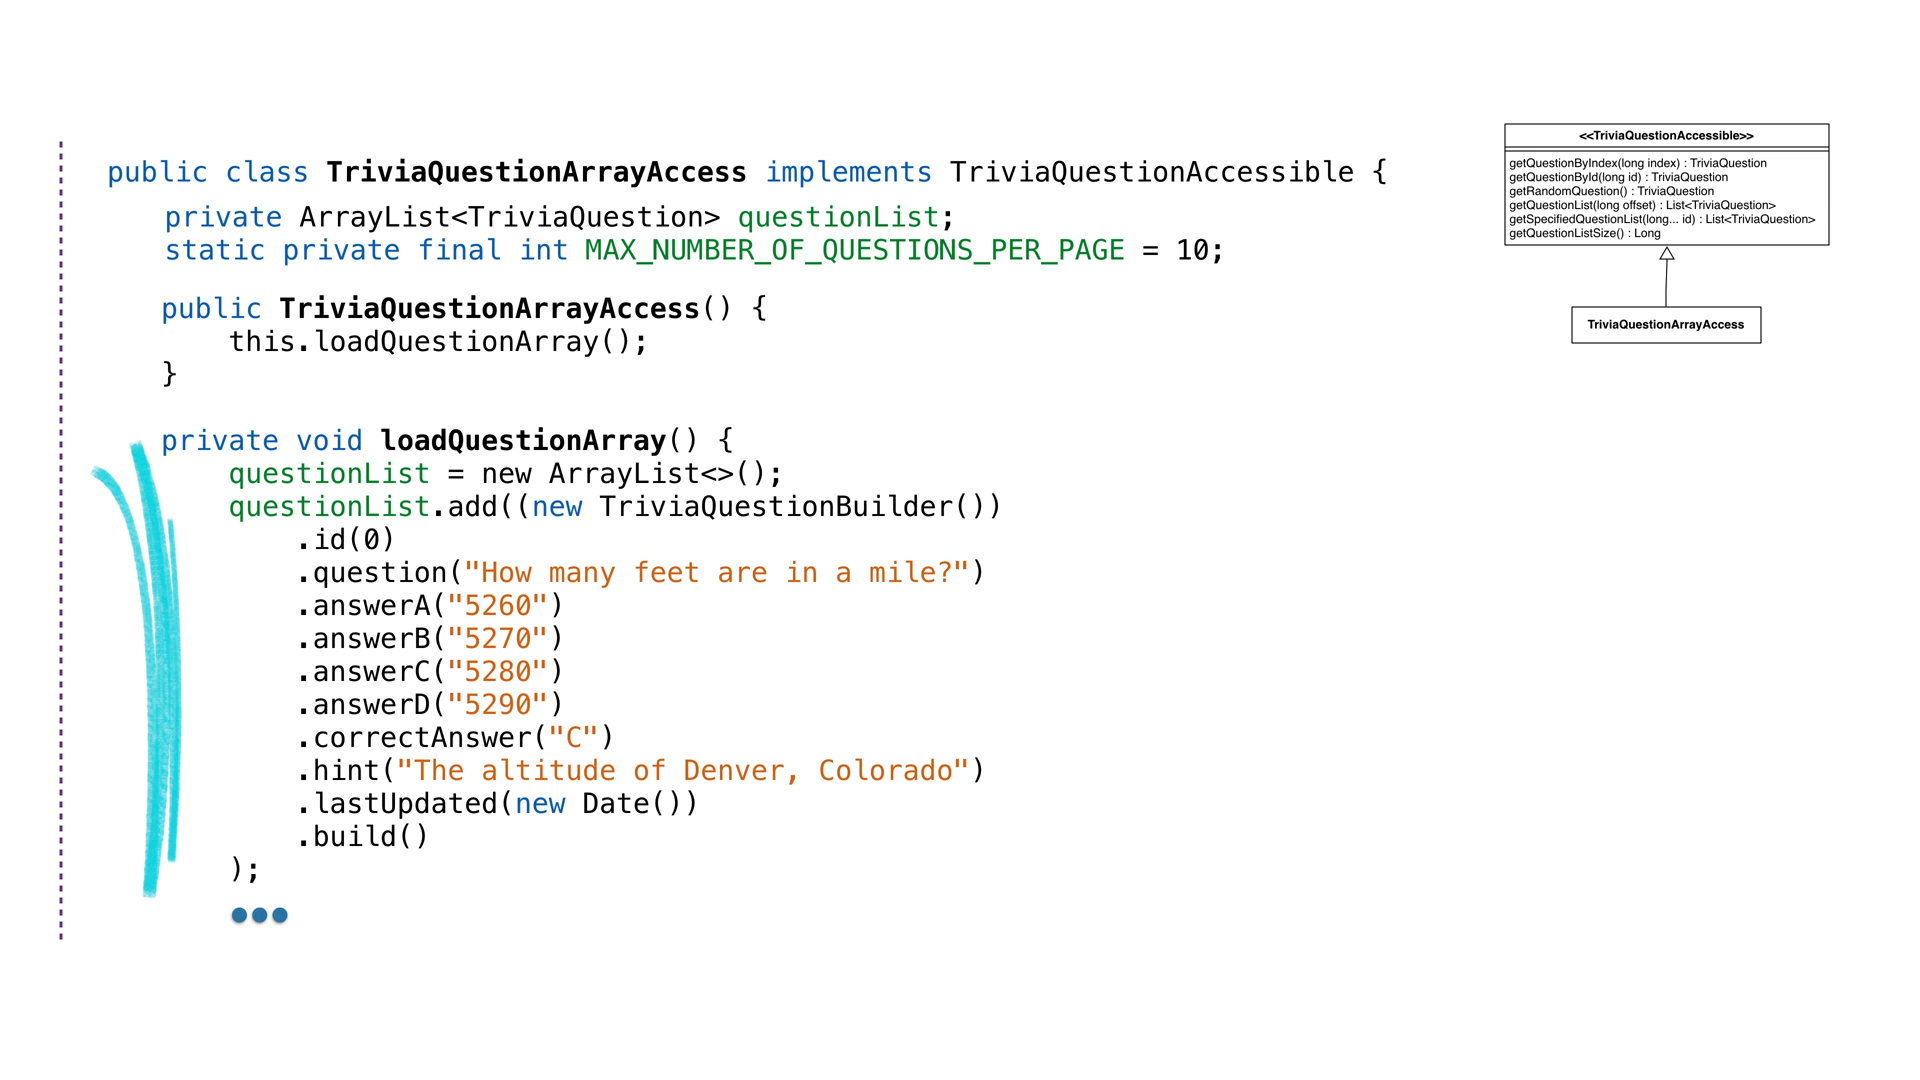 public class TriviaQuestionArrayAccess implements TriviaQuestionAccessible {
private ArrayList<TriviaQuestion> questionList;
static private final int MAX_NUMBER_OF_QUESTIONS_PER_PAGE = 10;
public TriviaQuestionArrayAccess() {
this.loadQuestionArray();
}
private void loadQuestionArray() {
questionList = new ArrayList<>();
questionList.add((new TriviaQuestionBuilder())
.id(0)
.question("How many feet are in a mile?")
.answerA("5260")
.answerB("5270")
.answerC("5280")
.answerD("5290")
.correctAnswer("C")
.hint("The altitude of Denver, Colorado")
.lastUpdated(new Date())
.build()
);
<<TriviaQuestionAccessible>>
getQuestionByIndex(long index) : TriviaQuestion
getQuestionById(long id) : TriviaQuestion
getRandomQuestion() : TriviaQuestion
getQuestionList(long offset) : List<TriviaQuestion>
getSpecifiedQuestionList(long... id) : List<TriviaQuestion>
getQuestionListSize() : Long
TriviaQuestionArrayAccess